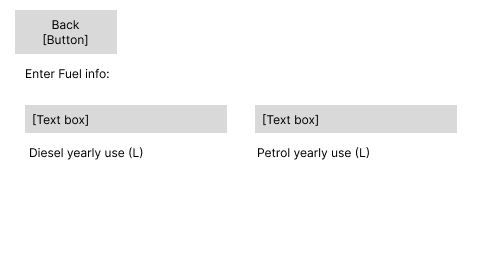 Back
[Button]
Enter Fuel info:
[Text box]
[Text box]
Diesel yearly use (L)
Petrol yearly use (L)